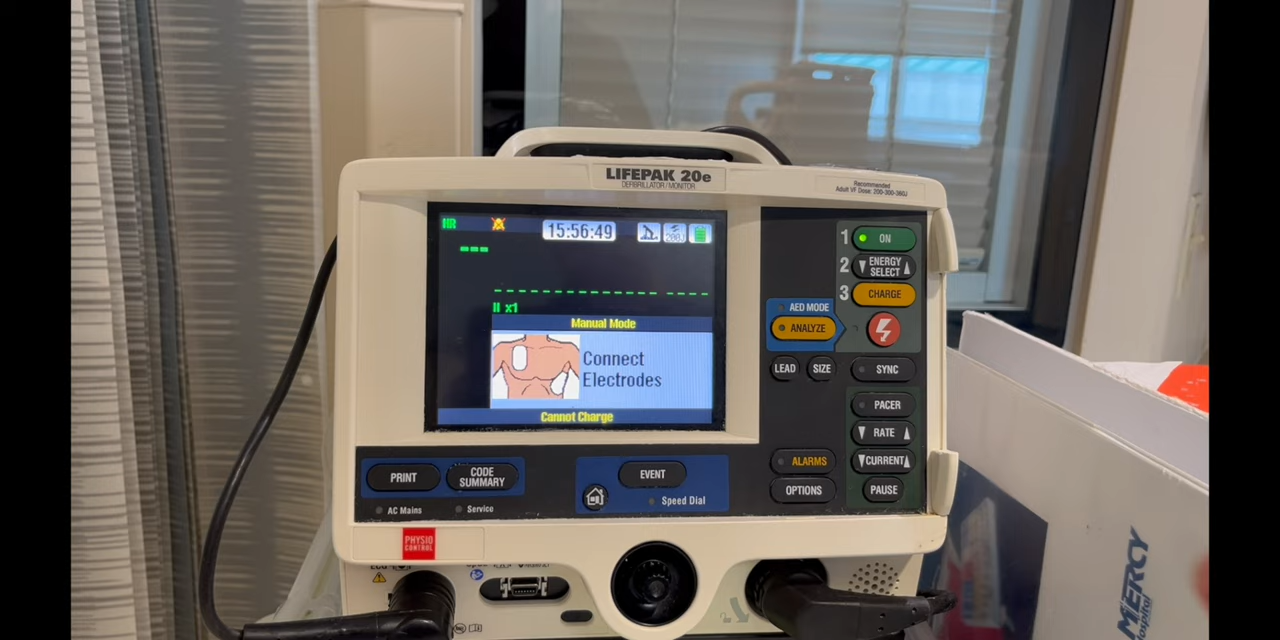 LIFEPAK 20e
DEFIBRILLATOR/MONITOR
Recommended
Adult VF Dose: 200-300-360J
HR
15:56:49
---
II x1
Manual Mode
Connect
Electrodes
Cannot Charge
1 ON
2 ENERGY
SELECT
3 CHARGE
AED MODE
ANALYZE
LEAD
SIZE
SYNC
PACER
RATE
CURRENT
PAUSE
ALARMS
OPTIONS
PRINT
CODE
SUMMARY
EVENT
Speed Dial
AC Mains
Service
PHYSIO
CONTROL
MERCY
Hospital